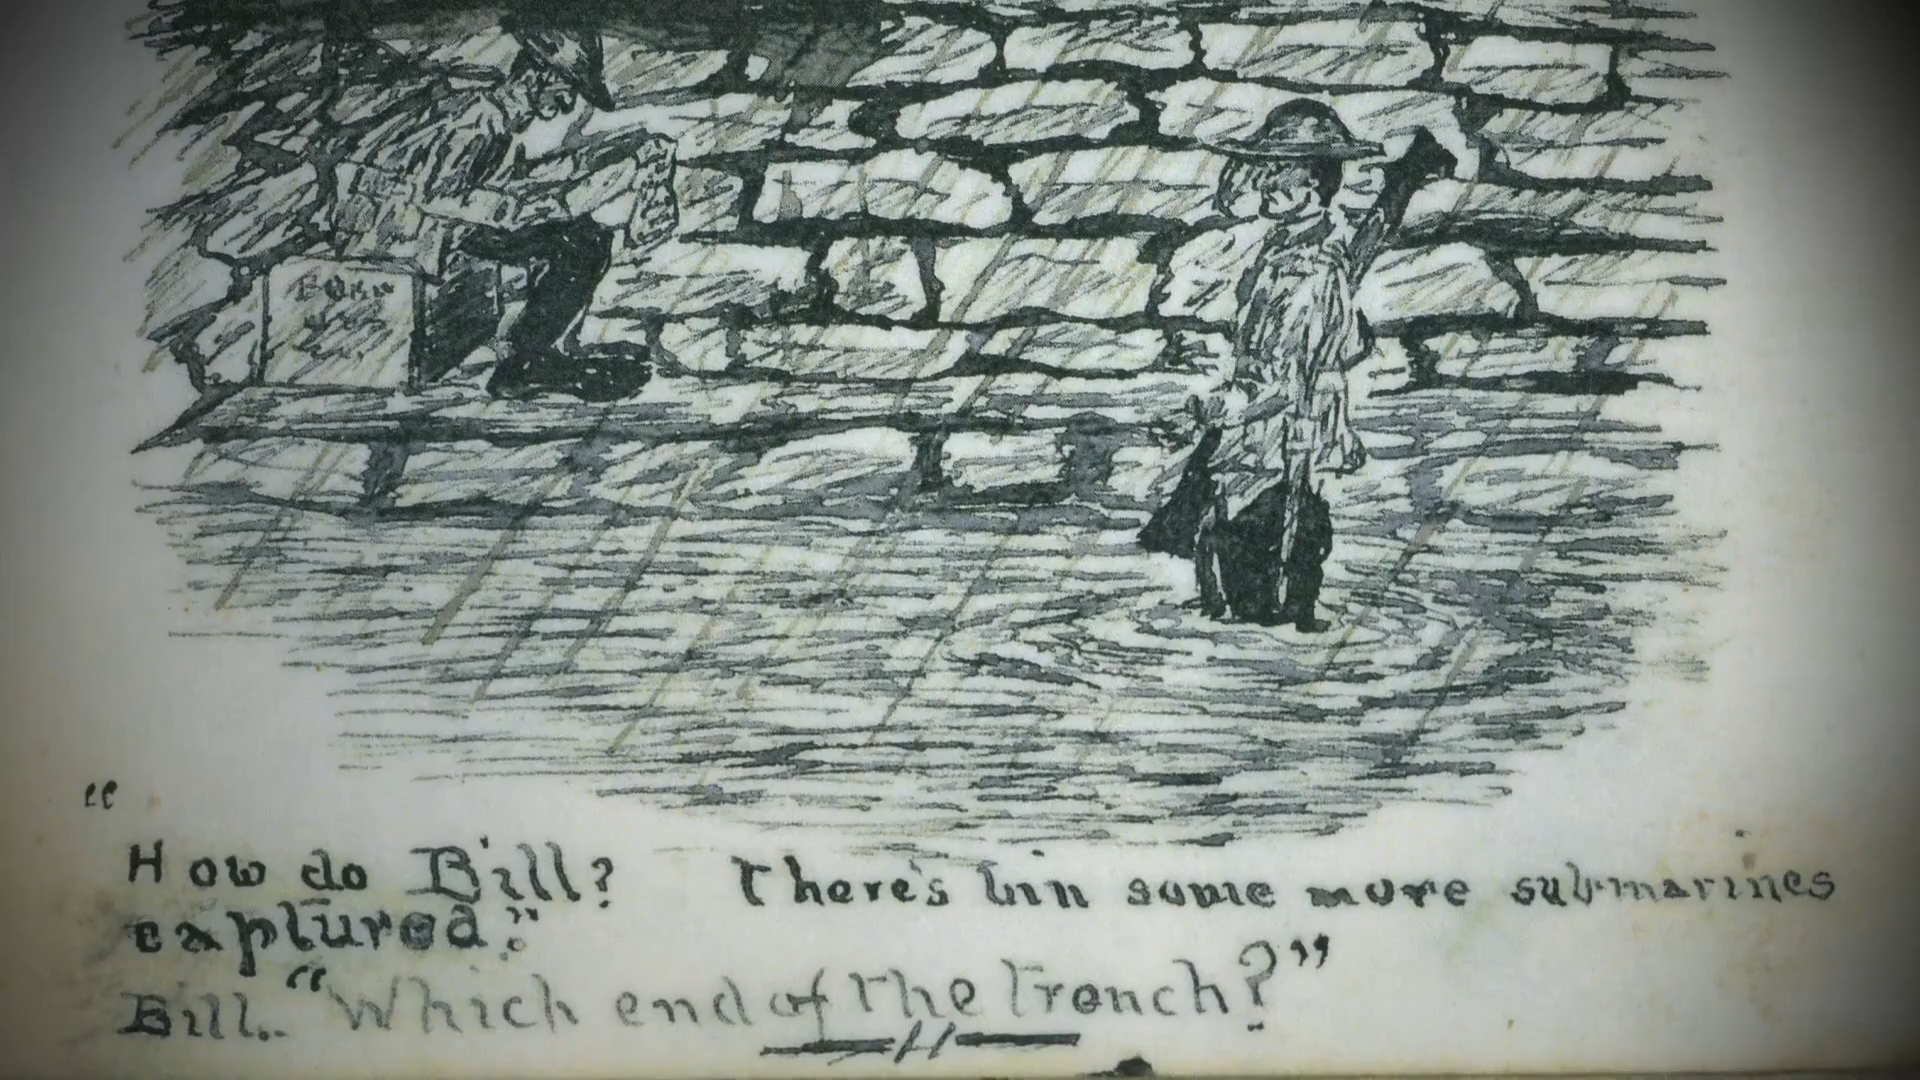 “
How do Bill? There's bin some more submarines
captured."
Bill.. “Which end of the trench?”